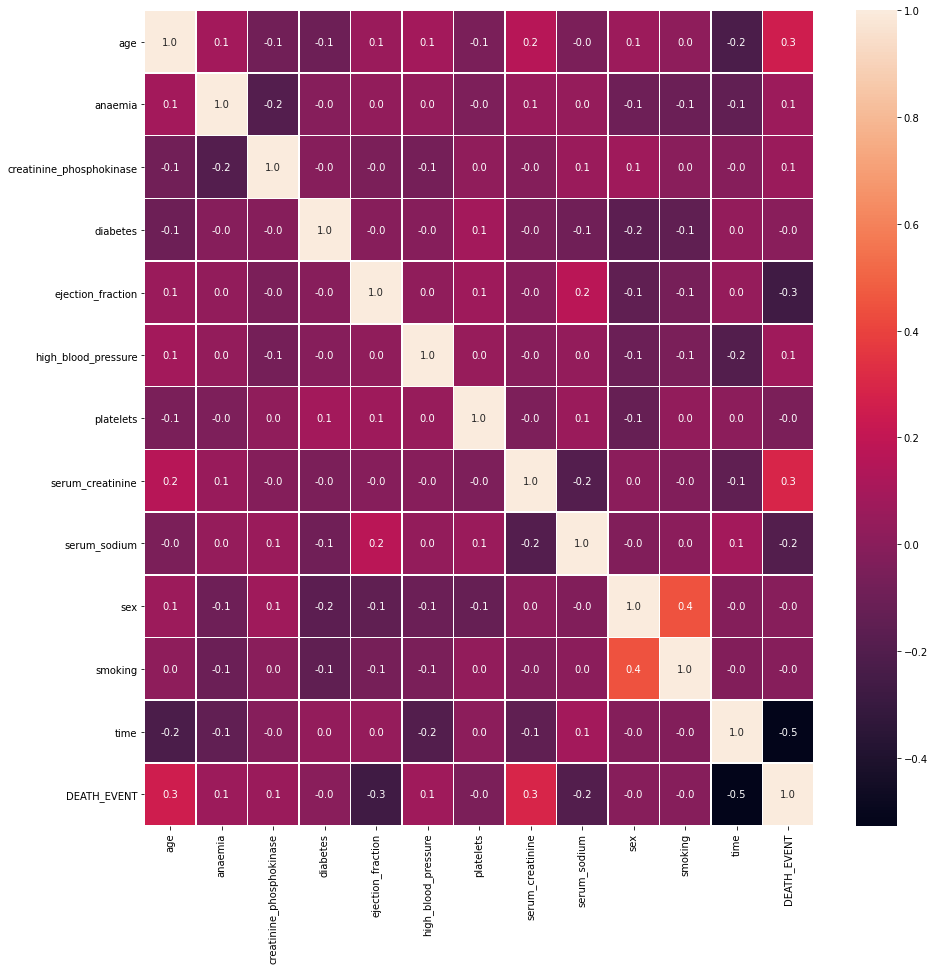 age 1.0 0.1 -0.1 -0.1 0.1 0.1 -0.1 0.2 -0.0 0.1 0.0 -0.2 0.3
anaemia 0.1 1.0 -0.2 -0.0 0.0 0.0 -0.0 0.1 0.0 -0.1 -0.1 -0.1 0.1
creatinine_phosphokinase -0.1 -0.2 1.0 -0.0 -0.0 -0.1 0.0 -0.0 0.1 0.1 0.0 -0.0 0.1
diabetes -0.1 -0.0 -0.0 1.0 -0.0 -0.0 0.1 -0.0 -0.1 -0.2 -0.1 0.0 -0.0
ejection_fraction 0.1 0.0 -0.0 -0.0 1.0 0.0 0.1 -0.0 0.2 -0.1 -0.1 0.0 -0.3
high_blood_pressure 0.1 0.0 -0.1 -0.0 0.0 1.0 0.0 -0.0 0.0 -0.1 -0.1 -0.2 0.1
platelets -0.1 -0.0 0.0 0.1 0.1 0.0 1.0 -0.0 0.1 -0.1 0.0 0.0 -0.0
serum_creatinine 0.2 0.1 -0.0 -0.0 -0.0 -0.0 -0.0 1.0 -0.2 0.0 -0.0 -0.1 0.3
serum_sodium -0.0 0.0 0.1 -0.1 0.2 0.0 0.1 -0.2 1.0 -0.0 0.0 0.1 -0.2
sex 0.1 -0.1 0.1 -0.2 -0.1 -0.1 -0.1 0.0 -0.0 1.0 0.4 -0.0 -0.0
smoking 0.0 -0.1 0.0 -0.1 -0.1 -0.1 0.0 -0.0 0.0 0.4 1.0 -0.0 -0.0
time -0.2 -0.1 -0.0 0.0 0.0 -0.2 0.0 -0.1 0.1 -0.0 -0.0 1.0 -0.5
DEATH_EVENT 0.3 0.1 0.1 -0.0 -0.3 0.1 -0.0 0.3 -0.2 -0.0 -0.0 -0.5 1.0
age
anaemia
creatinine_phosphokinase
diabetes
ejection_fraction
high_blood_pressure
platelets
serum_creatinine
serum_sodium
sex
smoking
time
DEATH_EVENT
1.0
0.8
0.6
0.4
0.2
0.0
−0.2
−0.4